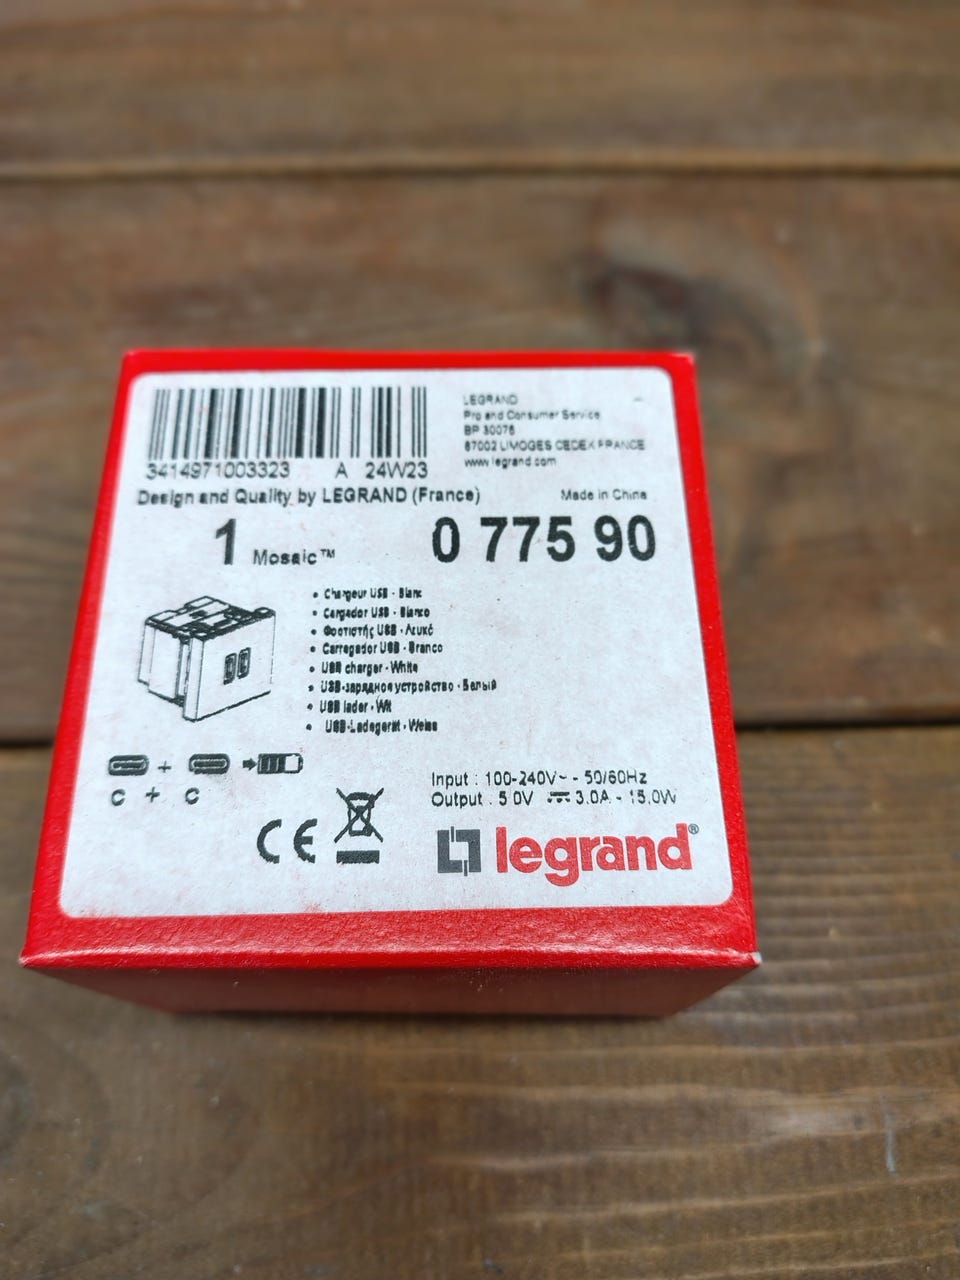 3414971003323 A 24W23
LEGRAND
Pro and Consumer Service
BP 30076
87002 LIMOGES CEDEX FRANCE
www.legrand.com
Design and Quality by LEGRAND (France)
Made in China
1 Mosaic™ 0 775 90
• Chargeur USB - Blanc
• Cargador USB - Blanco
• Φορτιστής USB - Λευκό
• Carregador USB - Branco
• USB charger - White
• USB-зарядное устройство - Белый
• USB lader - Wit
• USB-Ladegerät - Weiss
C + C
Input : 100-240V~ - 50/60Hz
Output : 5.0V ⎓ 3.0A - 15.0W
CE
legrand®